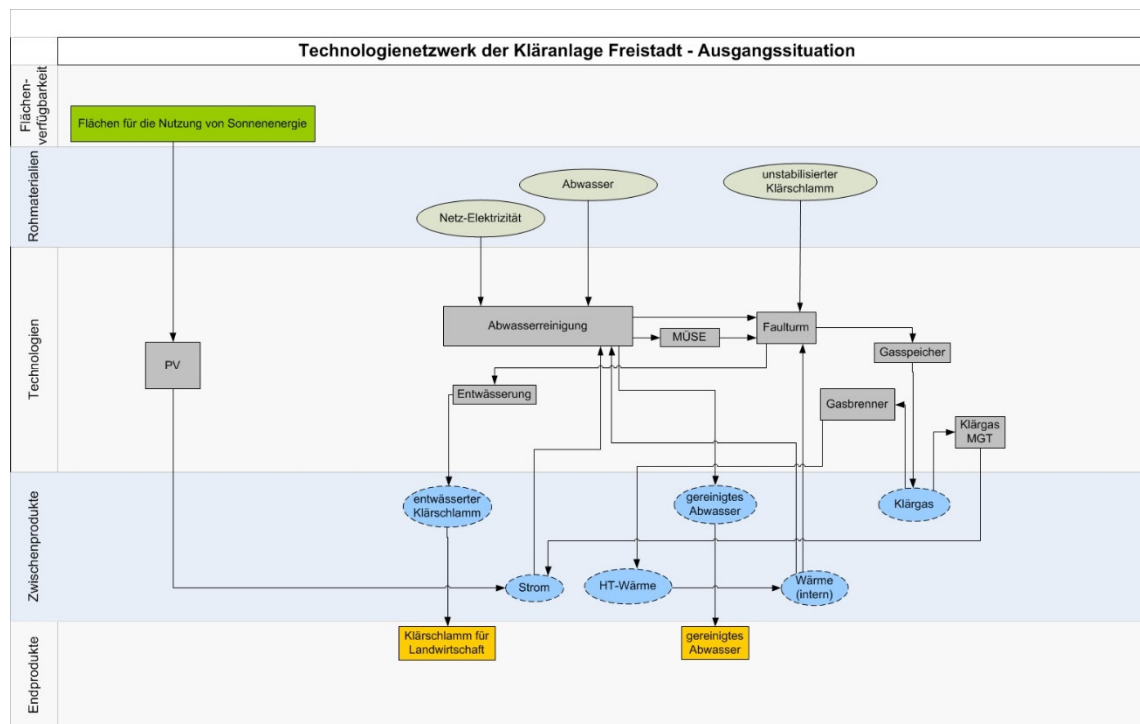 Technologienetzwerk der Kläranlage Freistadt - Ausgangssituation
Flächen-
verfügbarkeit
Flächen für die Nutzung von Sonnenenergie
Rohmaterialien
Abwasser
unstabilisierter
Klärschlamm
Netz-Elektrizität
Technologien
Abwasserreinigung
MÜSE
Faulturm
Gasspeicher
PV
Entwässerung
Gasbrenner
Klärgas
MGT
Zwischenprodukte
entwässerter
Klärschlamm
gereinigtes
Abwasser
Klärgas
Strom
HT-Wärme
Wärme
(intern)
Endprodukte
Klärschlamm für
Landwirtschaft
gereinigtes
Abwasser